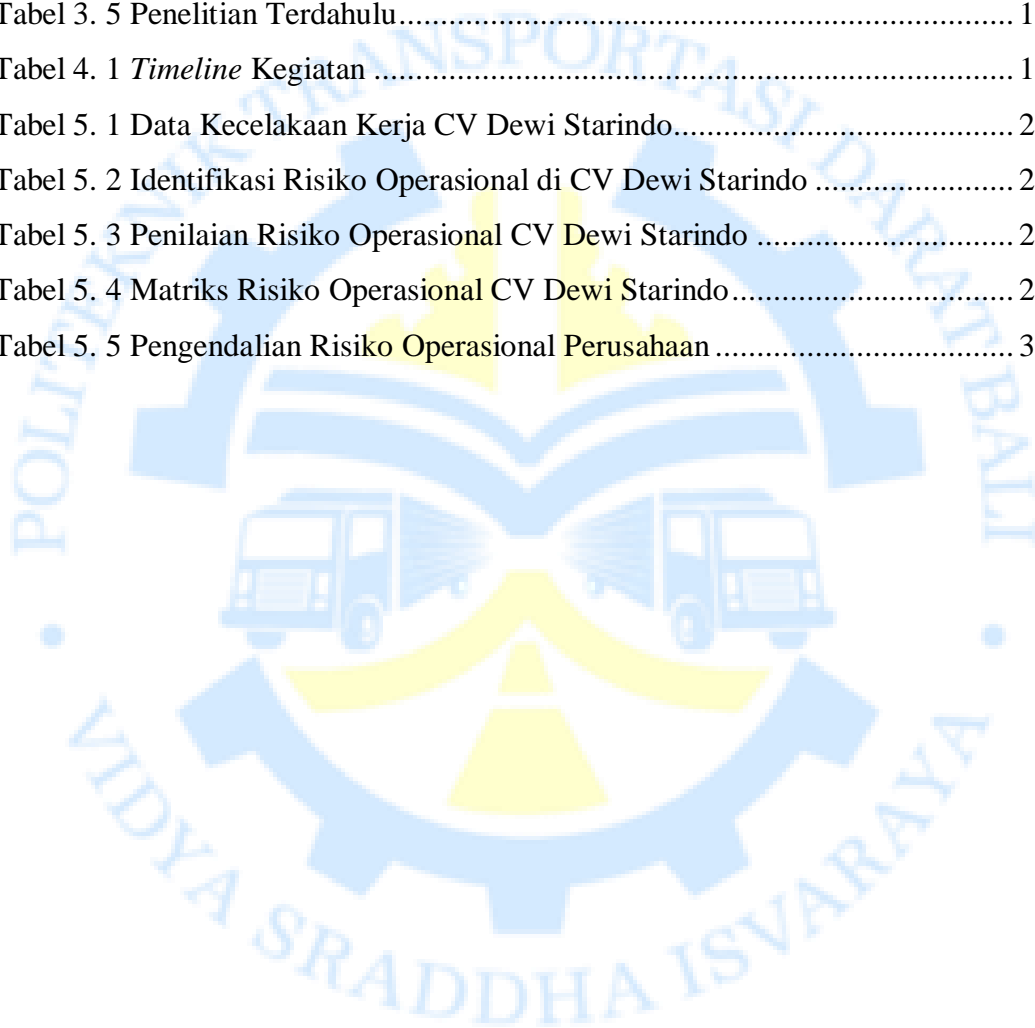 Tabel 3. 5 Penelitian Terdahulu............................................................................ 1
Tabel 4. 1 Timeline Kegiatan ............................................................................... 1
Tabel 5. 1 Data Kecelakaan Kerja CV Dewi Starindo.......................................... 2
Tabel 5. 2 Identifikasi Risiko Operasional di CV Dewi Starindo ......................... 2
Tabel 5. 3 Penilaian Risiko Operasional CV Dewi Starindo ................................ 2
Tabel 5. 4 Matriks Risiko Operasional CV Dewi Starindo................................... 2
Tabel 5. 5 Pengendalian Risiko Operasional Perusahaan ..................................... 3
POLITEKNIK TRANSPORTASI DARAT BALI
VIDYA SRADDHA ISVARAYA